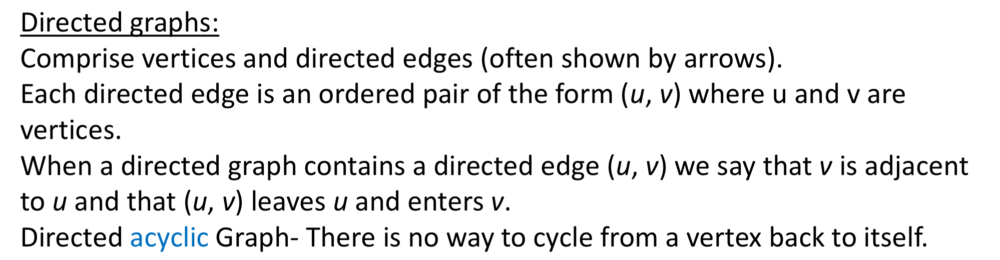 Directed graphs:
Comprise vertices and directed edges (often shown by arrows).
Each directed edge is an ordered pair of the form (u, v) where u and v are
vertices.
When a directed graph contains a directed edge (u, v) we say that v is adjacent
to u and that (u, v) leaves u and enters v.
Directed acyclic Graph- There is no way to cycle from a vertex back to itself.